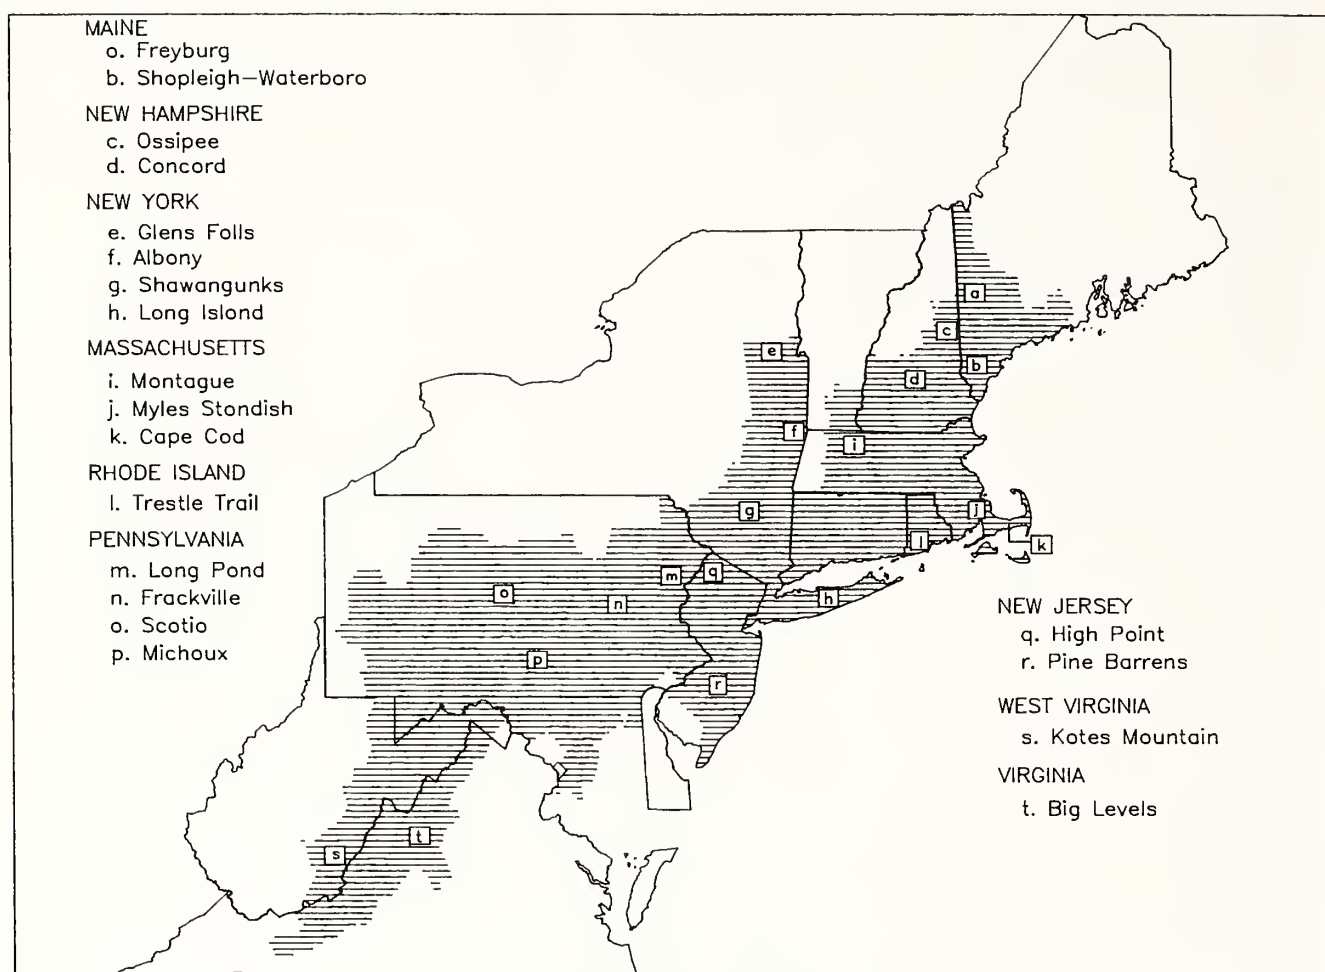 MAINE
o. Freyburg
b. Shopleigh-Waterboro
NEW HAMPSHIRE
c. Ossipee
d. Concord
NEW YORK
e. Glens Folls
f. Albony
g. Shawangunks
h. Long Island
MASSACHUSETTS
i. Montague
j. Myles Stondish
k. Cape Cod
RHODE ISLAND
l. Trestle Trail
PENNSYLVANIA
m. Long Pond
n. Frackville
o. Scotio
p. Michoux
a
c
b
e
d
f
i
g
j
l
k
m
q
o
n
h
p
r
t
s
NEW JERSEY
q. High Point
r. Pine Barrens
WEST VIRGINIA
s. Kotes Mountain
VIRGINIA
t. Big Levels